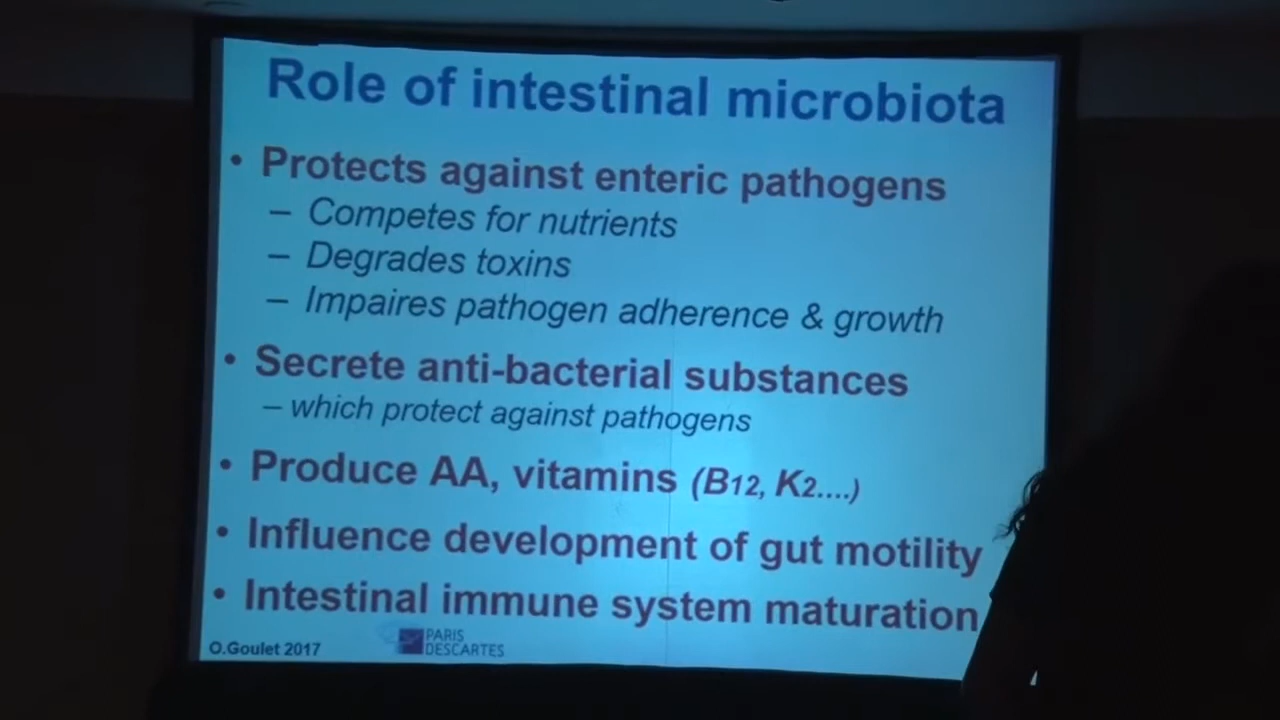 Role of intestinal microbiota
• Protects against enteric pathogens
– Competes for nutrients
– Degrades toxins
– Impaires pathogen adherence & growth
• Secrete anti-bacterial substances
– which protect against pathogens
• Produce AA, vitamins (B12, K2....)
• Influence development of gut motility
• Intestinal immune system maturation
O.Goulet 2017
PARIS
DESCARTES